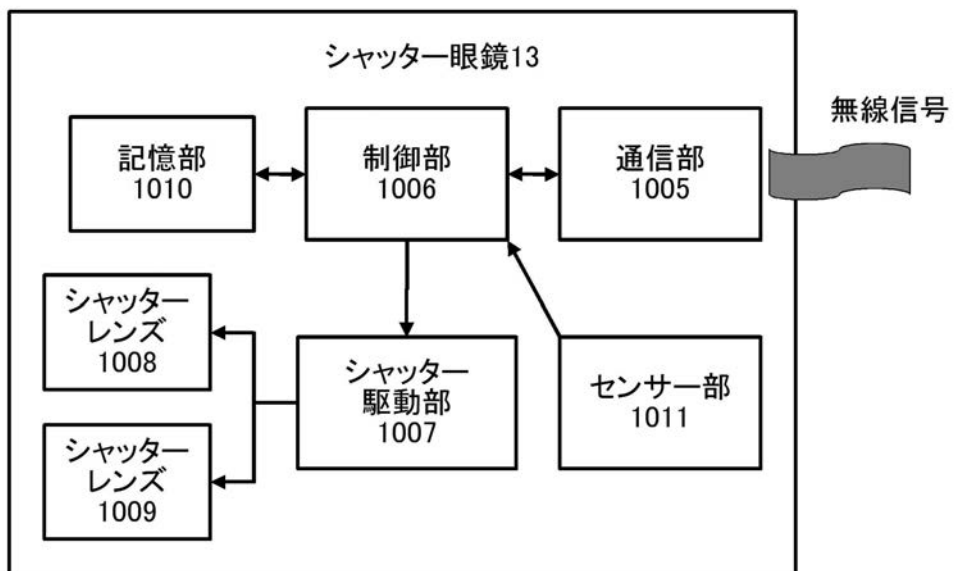 シャッター眼鏡13
無線信号
記憶部
1010
制御部
1006
通信部
1005
シャッター
レンズ
1008
シャッター
駆動部
1007
センサー部
1011
シャッター
レンズ
1009